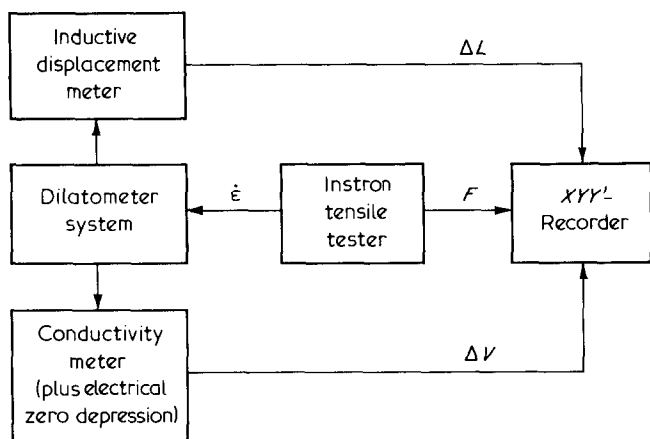 Inductive
displacement
meter
ΔL
Dilatometer
system
ε̇
Instron
tensile
tester
F
XYY'-
Recorder
Conductivity
meter
(plus electrical
zero depression)
ΔV